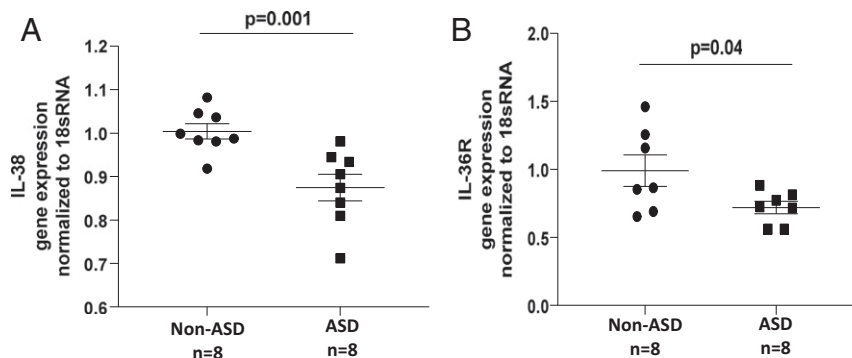 A
p=0.001
IL-38
gene expression
normalized to 18sRNA
1.2
1.1
1.0
0.9
0.8
0.7
0.6
Non-ASD
n=8
ASD
n=8
B
p=0.04
IL-36R
gene expression
normalized to 18sRNA
2.0
1.5
1.0
0.5
0.0
Non-ASD
n=8
ASD
n=8